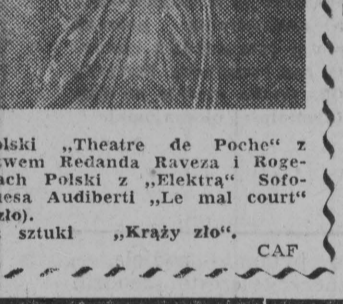 olski „Theatre de Poche“ z
wem Redanda Raveza i Roge-
ach Polski z „Elektrą“ Sofo-
esa Audiberti „Le mal court“
zło).
sztuki „Krąży zło“.
CAF